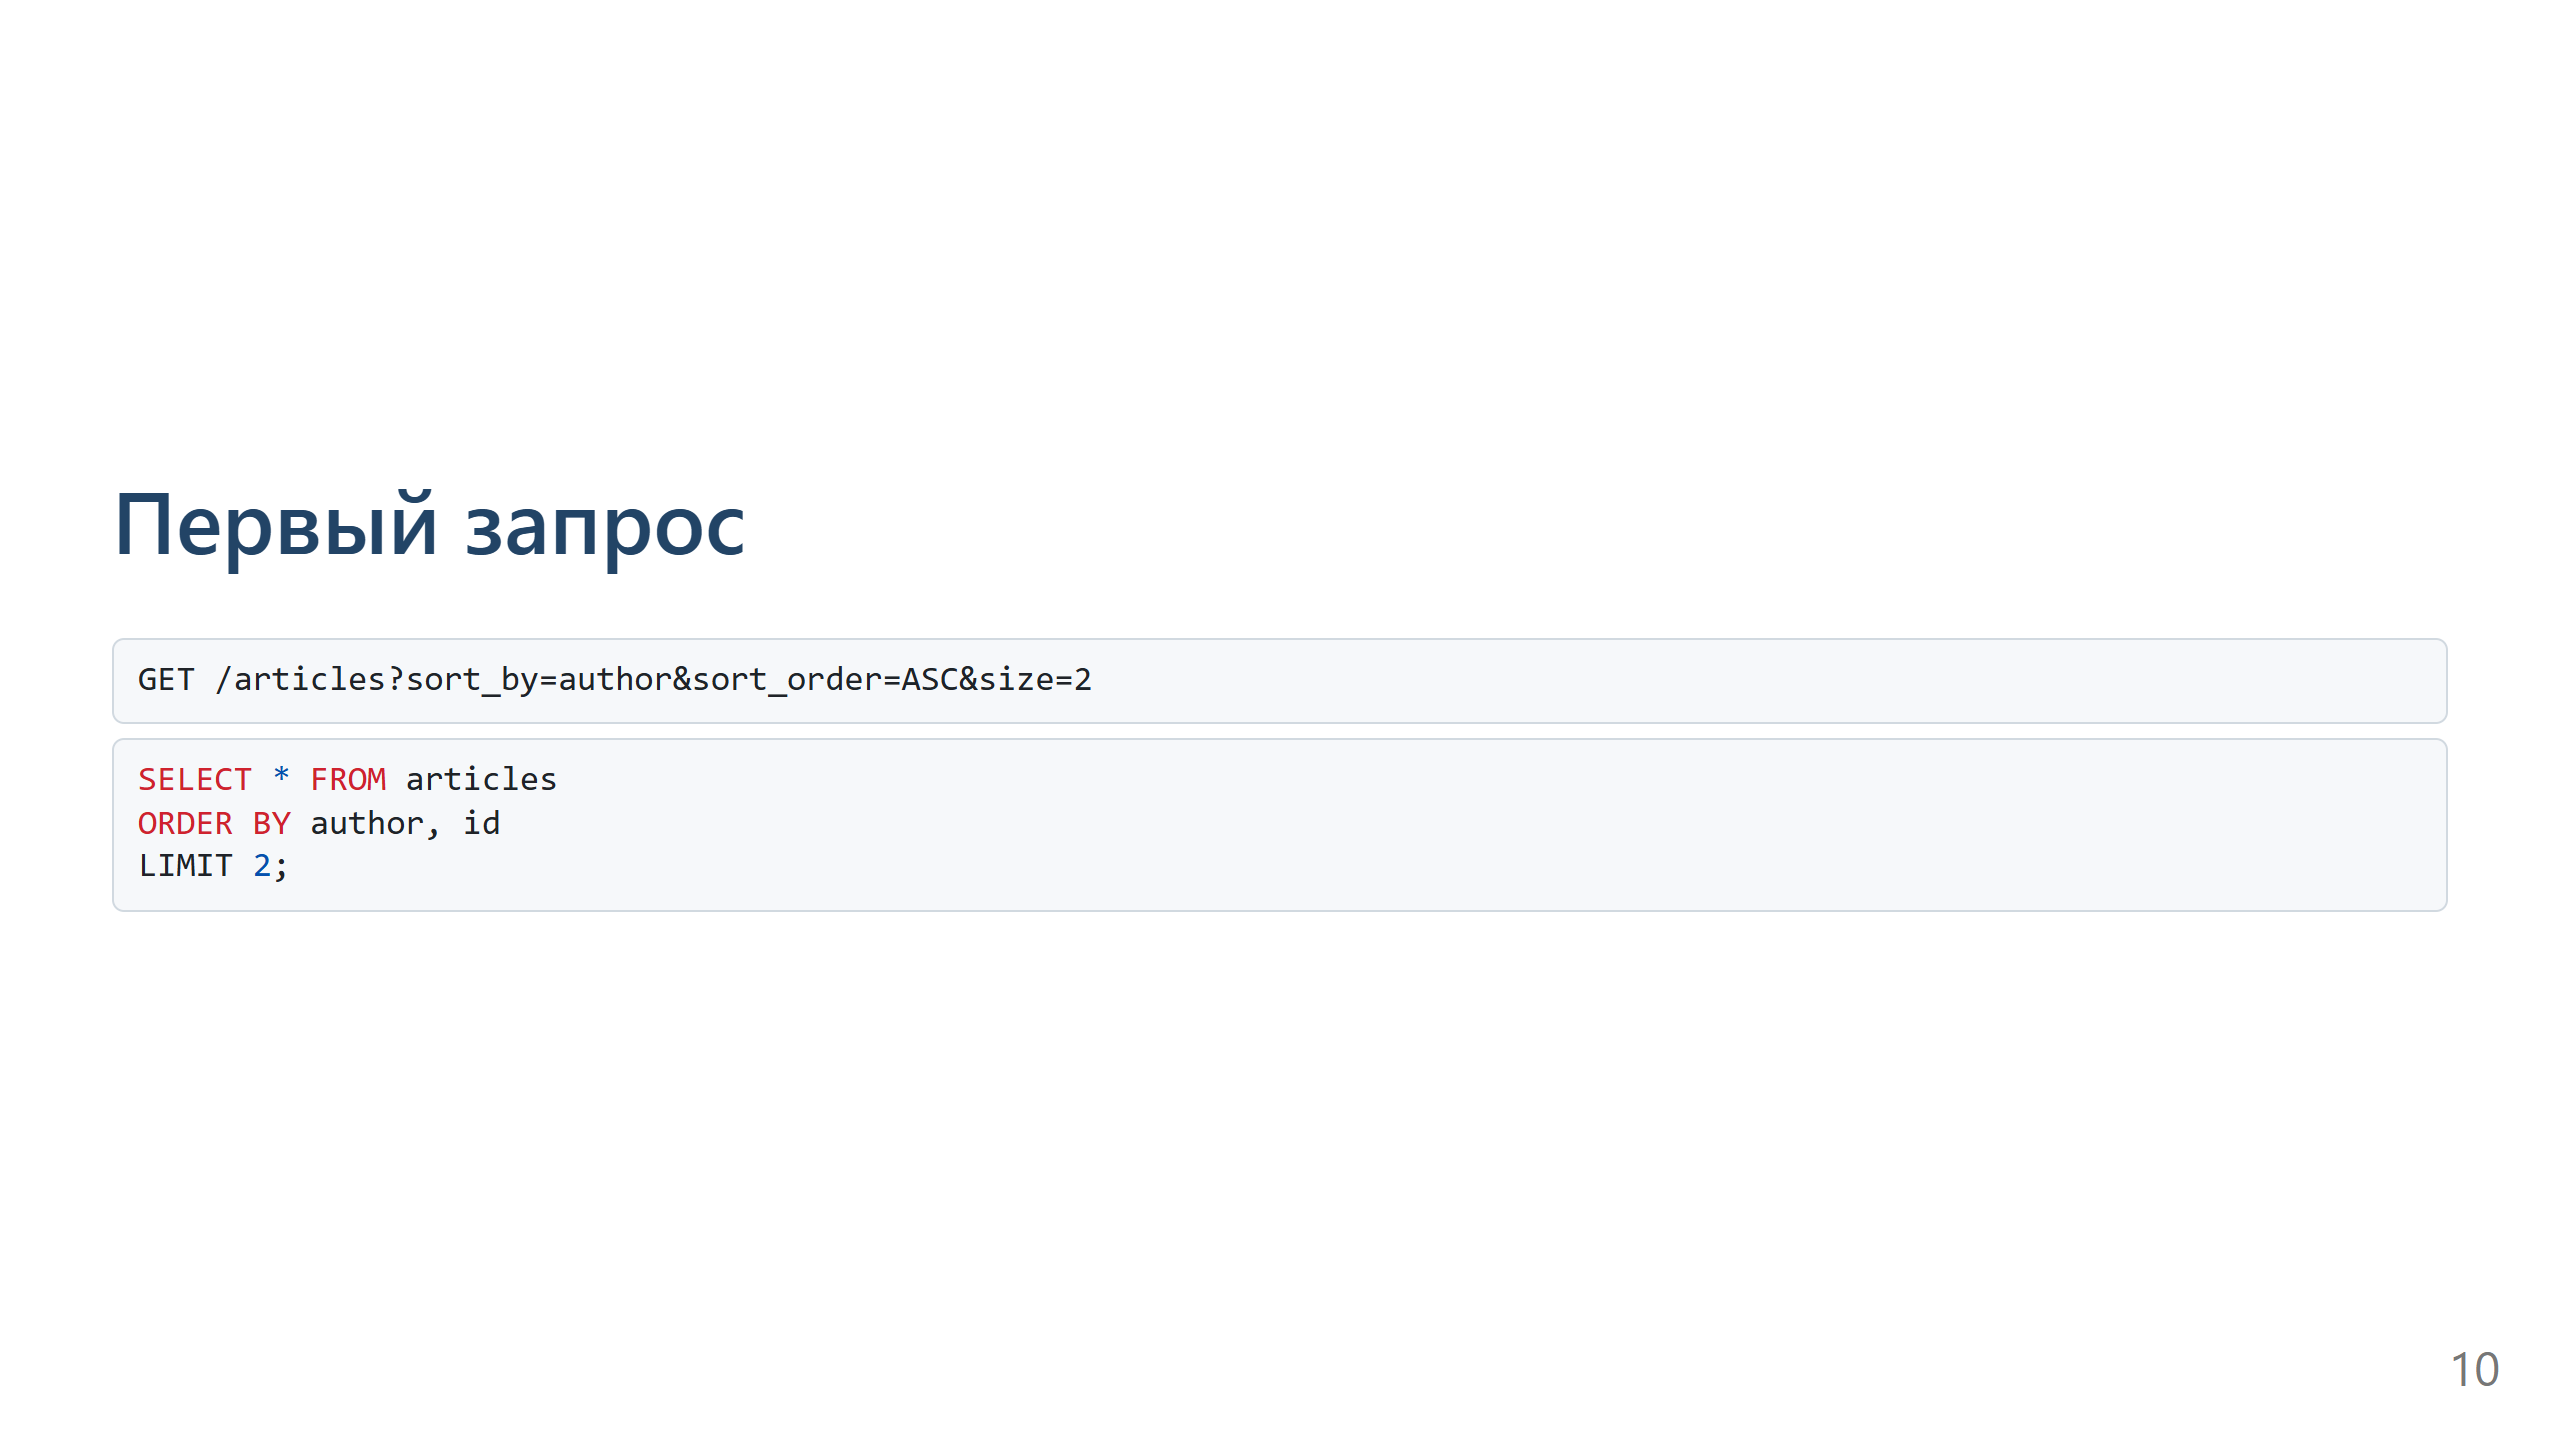 Первый запрос
GET /articles?sort_by=author&sort_order=ASC&size=2
SELECT * FROM articles
ORDER BY author, id
LIMIT 2;
10